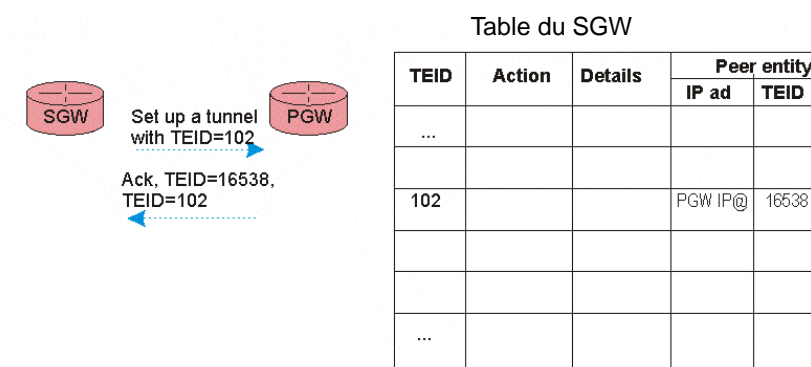 Table du SGW
SGW
Set up a tunnel
with TEID=102
PGW
Ack, TEID=16538,
TEID=102
TEID Action Details Peer entity
IP ad TEID
...
102 PGW IP@ 16538
...